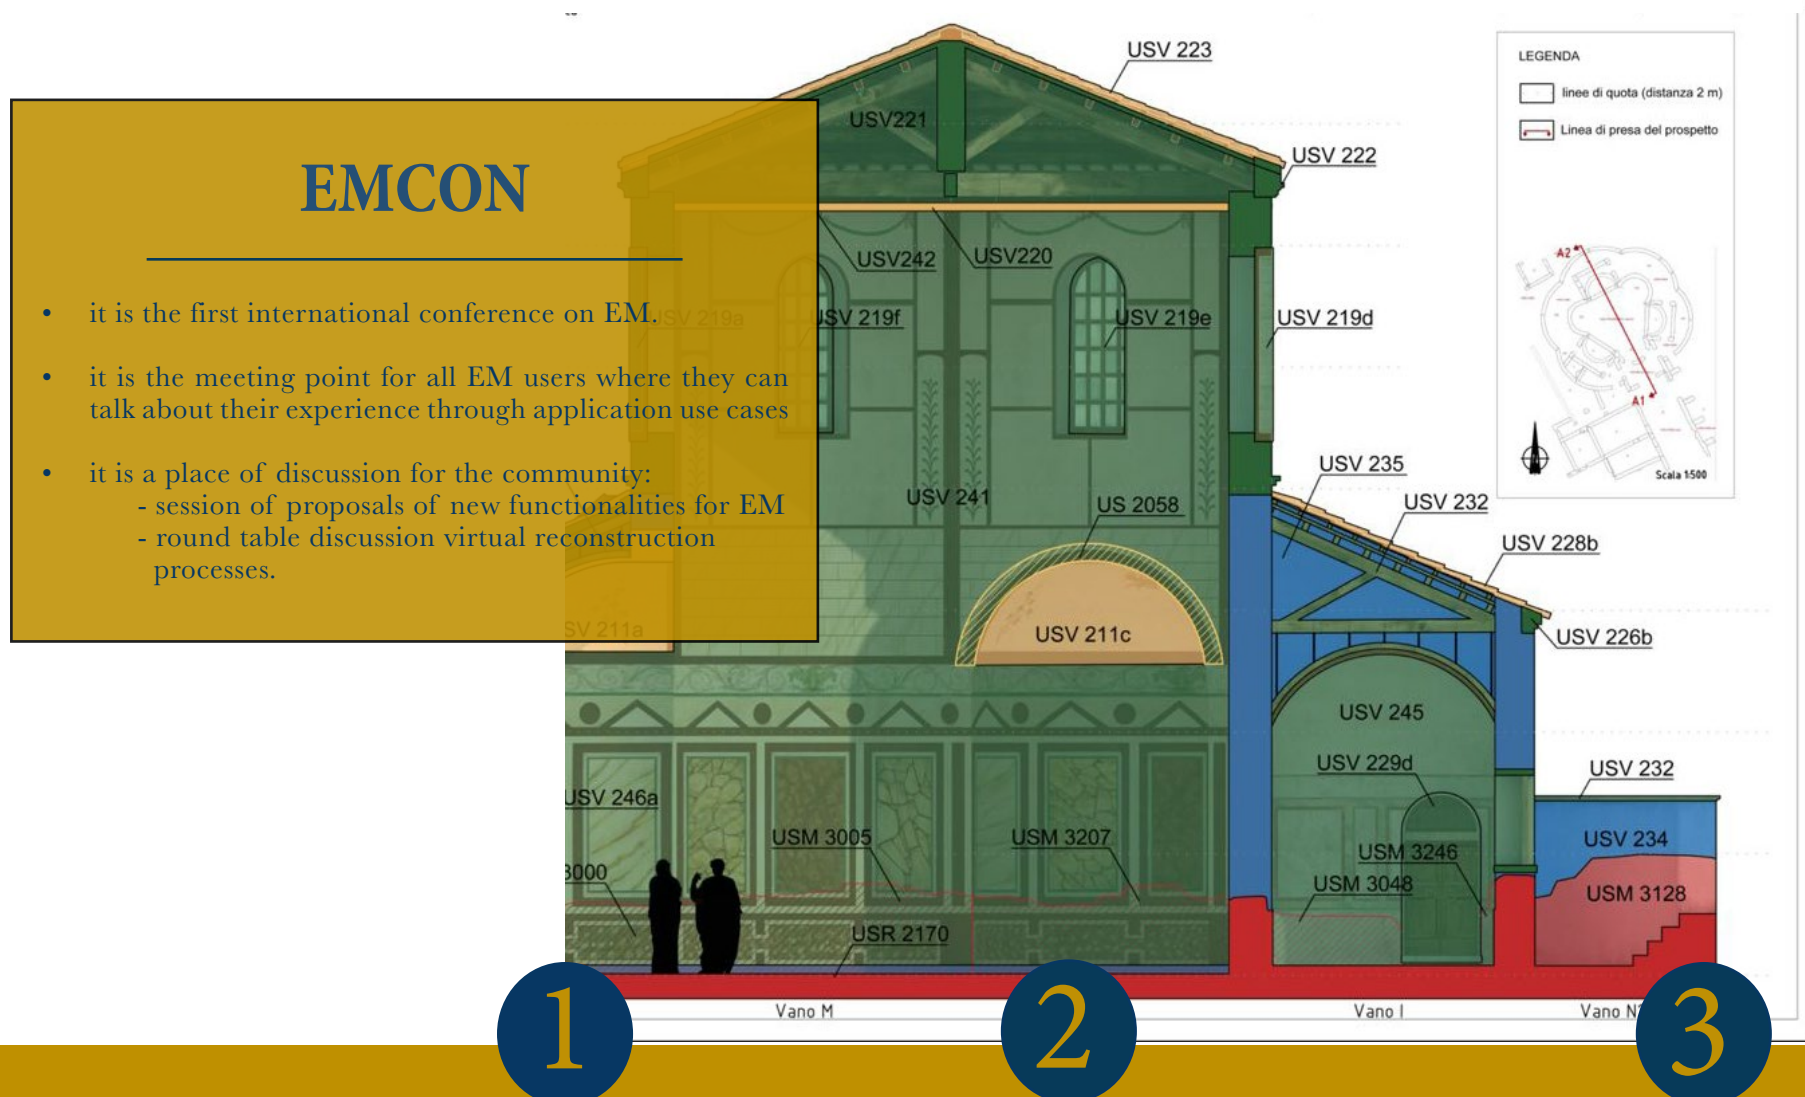 EMCON
• it is the first international conference on EM.
• it is the meeting point for all EM users where they can
talk about their experience through application use cases
• it is a place of discussion for the community:
- session of proposals of new functionalities for EM
- round table discussion virtual reconstruction
processes.
USV 223
USV221
USV 222
USV242
USV220
USV 219a
USV 219f
USV 219e
USV 219d
USV 235
USV 241
US 2058
USV 232
USV 228b
SV 211a
USV 211c
USV 226b
USV 245
USV 229d
USV 232
USV 246a
USM 3005
USM 3207
USM 3246
USV 234
3000
USM 3048
USM 3128
USR 2170
Vano M
Vano I
Vano N
LEGENDA
linee di quota (distanza 2 m)
Linea di presa del prospetto
A2
A1
Scala 1:500
1
2
3